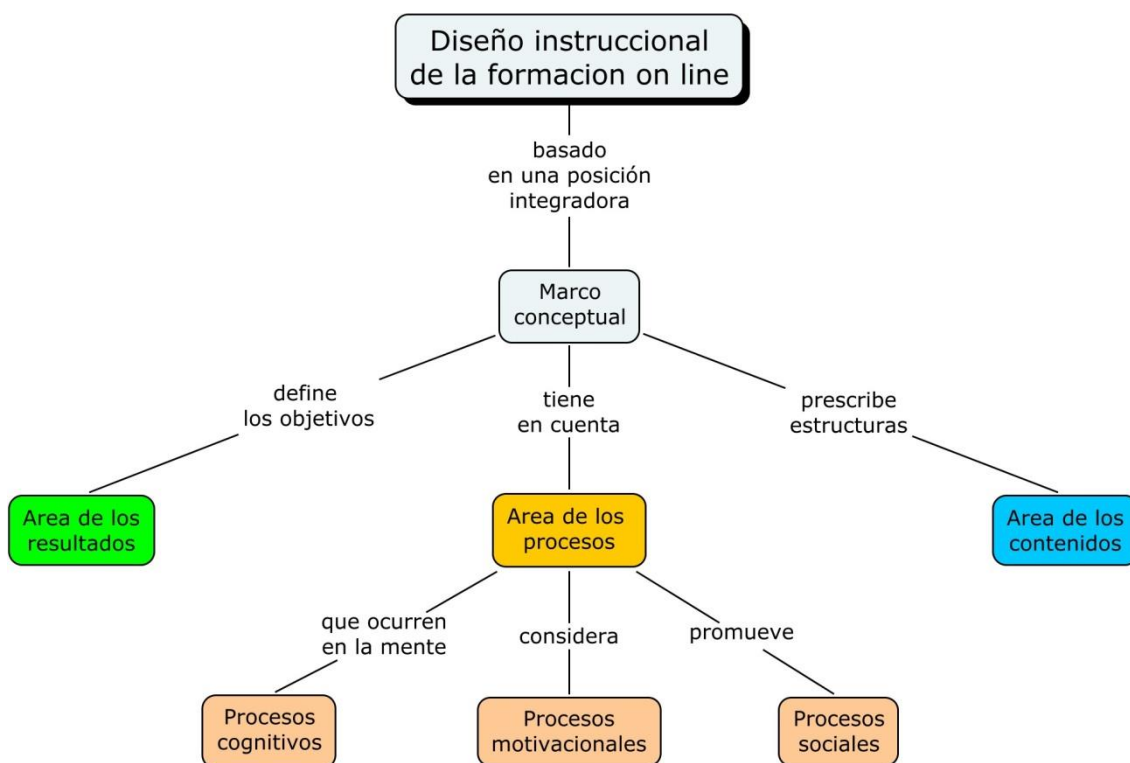 Diseño instruccional
de la formacion on line
basado
en una posición
integradora
Marco
conceptual
define
los objetivos
tiene
en cuenta
prescribe
estructuras
Area de los
resultados
Area de los
procesos
Area de los
contenidos
que ocurren
en la mente
considera
promueve
Procesos
cognitivos
Procesos
motivacionales
Procesos
sociales